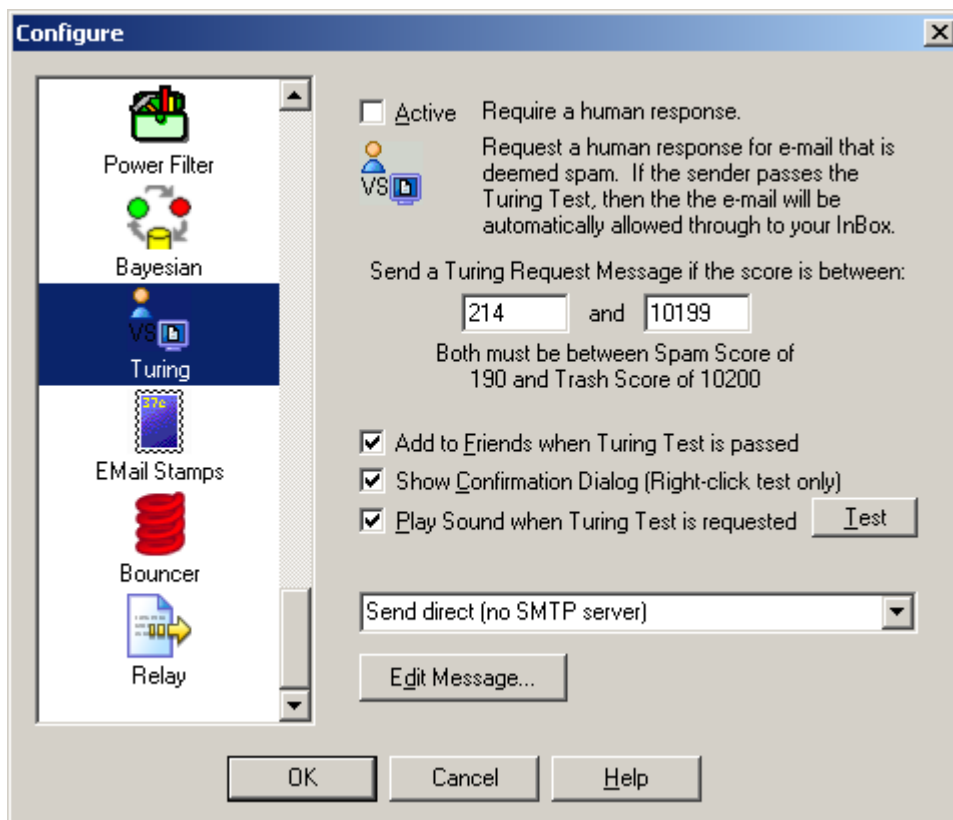 Configure
Power Filter
Bayesian
VS
Turing
37c
EMail Stamps
Bouncer
Relay
Active Require a human response.
VS
Request a human response for e-mail that is
deemed spam. If the sender passes the
Turing Test, then the the e-mail will be
automatically allowed through to your InBox.
Send a Turing Request Message if the score is between:
214 and 10199
Both must be between Spam Score of
190 and Trash Score of 10200
Add to Friends when Turing Test is passed
Show Confirmation Dialog (Right-click test only)
Play Sound when Turing Test is requested Test
Send direct (no SMTP server)
Edit Message...
OK Cancel Help